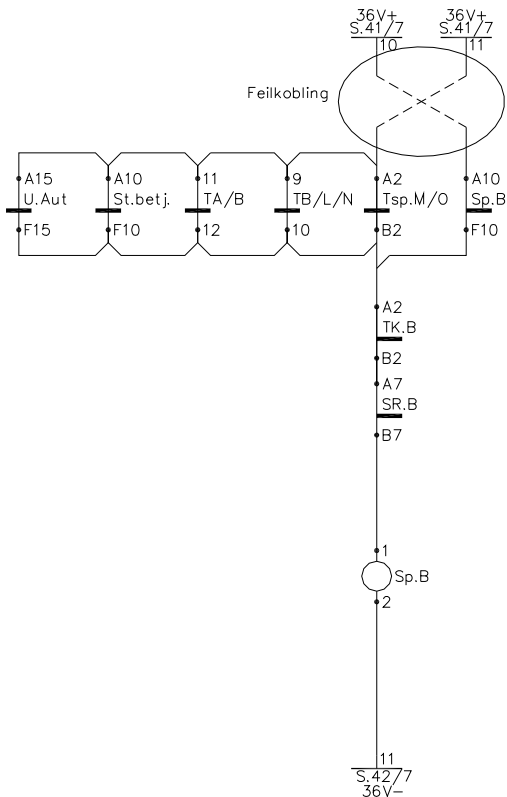 36V+ 36V+
S.41/7 S.41/7
10 11
Feilkobling
A15 A10 11 9 A2 A10
U.Aut St.betj. TA/B TB/L/N Tsp.M/O Sp.B
F15 F10 12 10 B2 F10
A2
TK.B
B2
A7
SR.B
B7
1
Sp.B
2
11
S.42/7
36V-